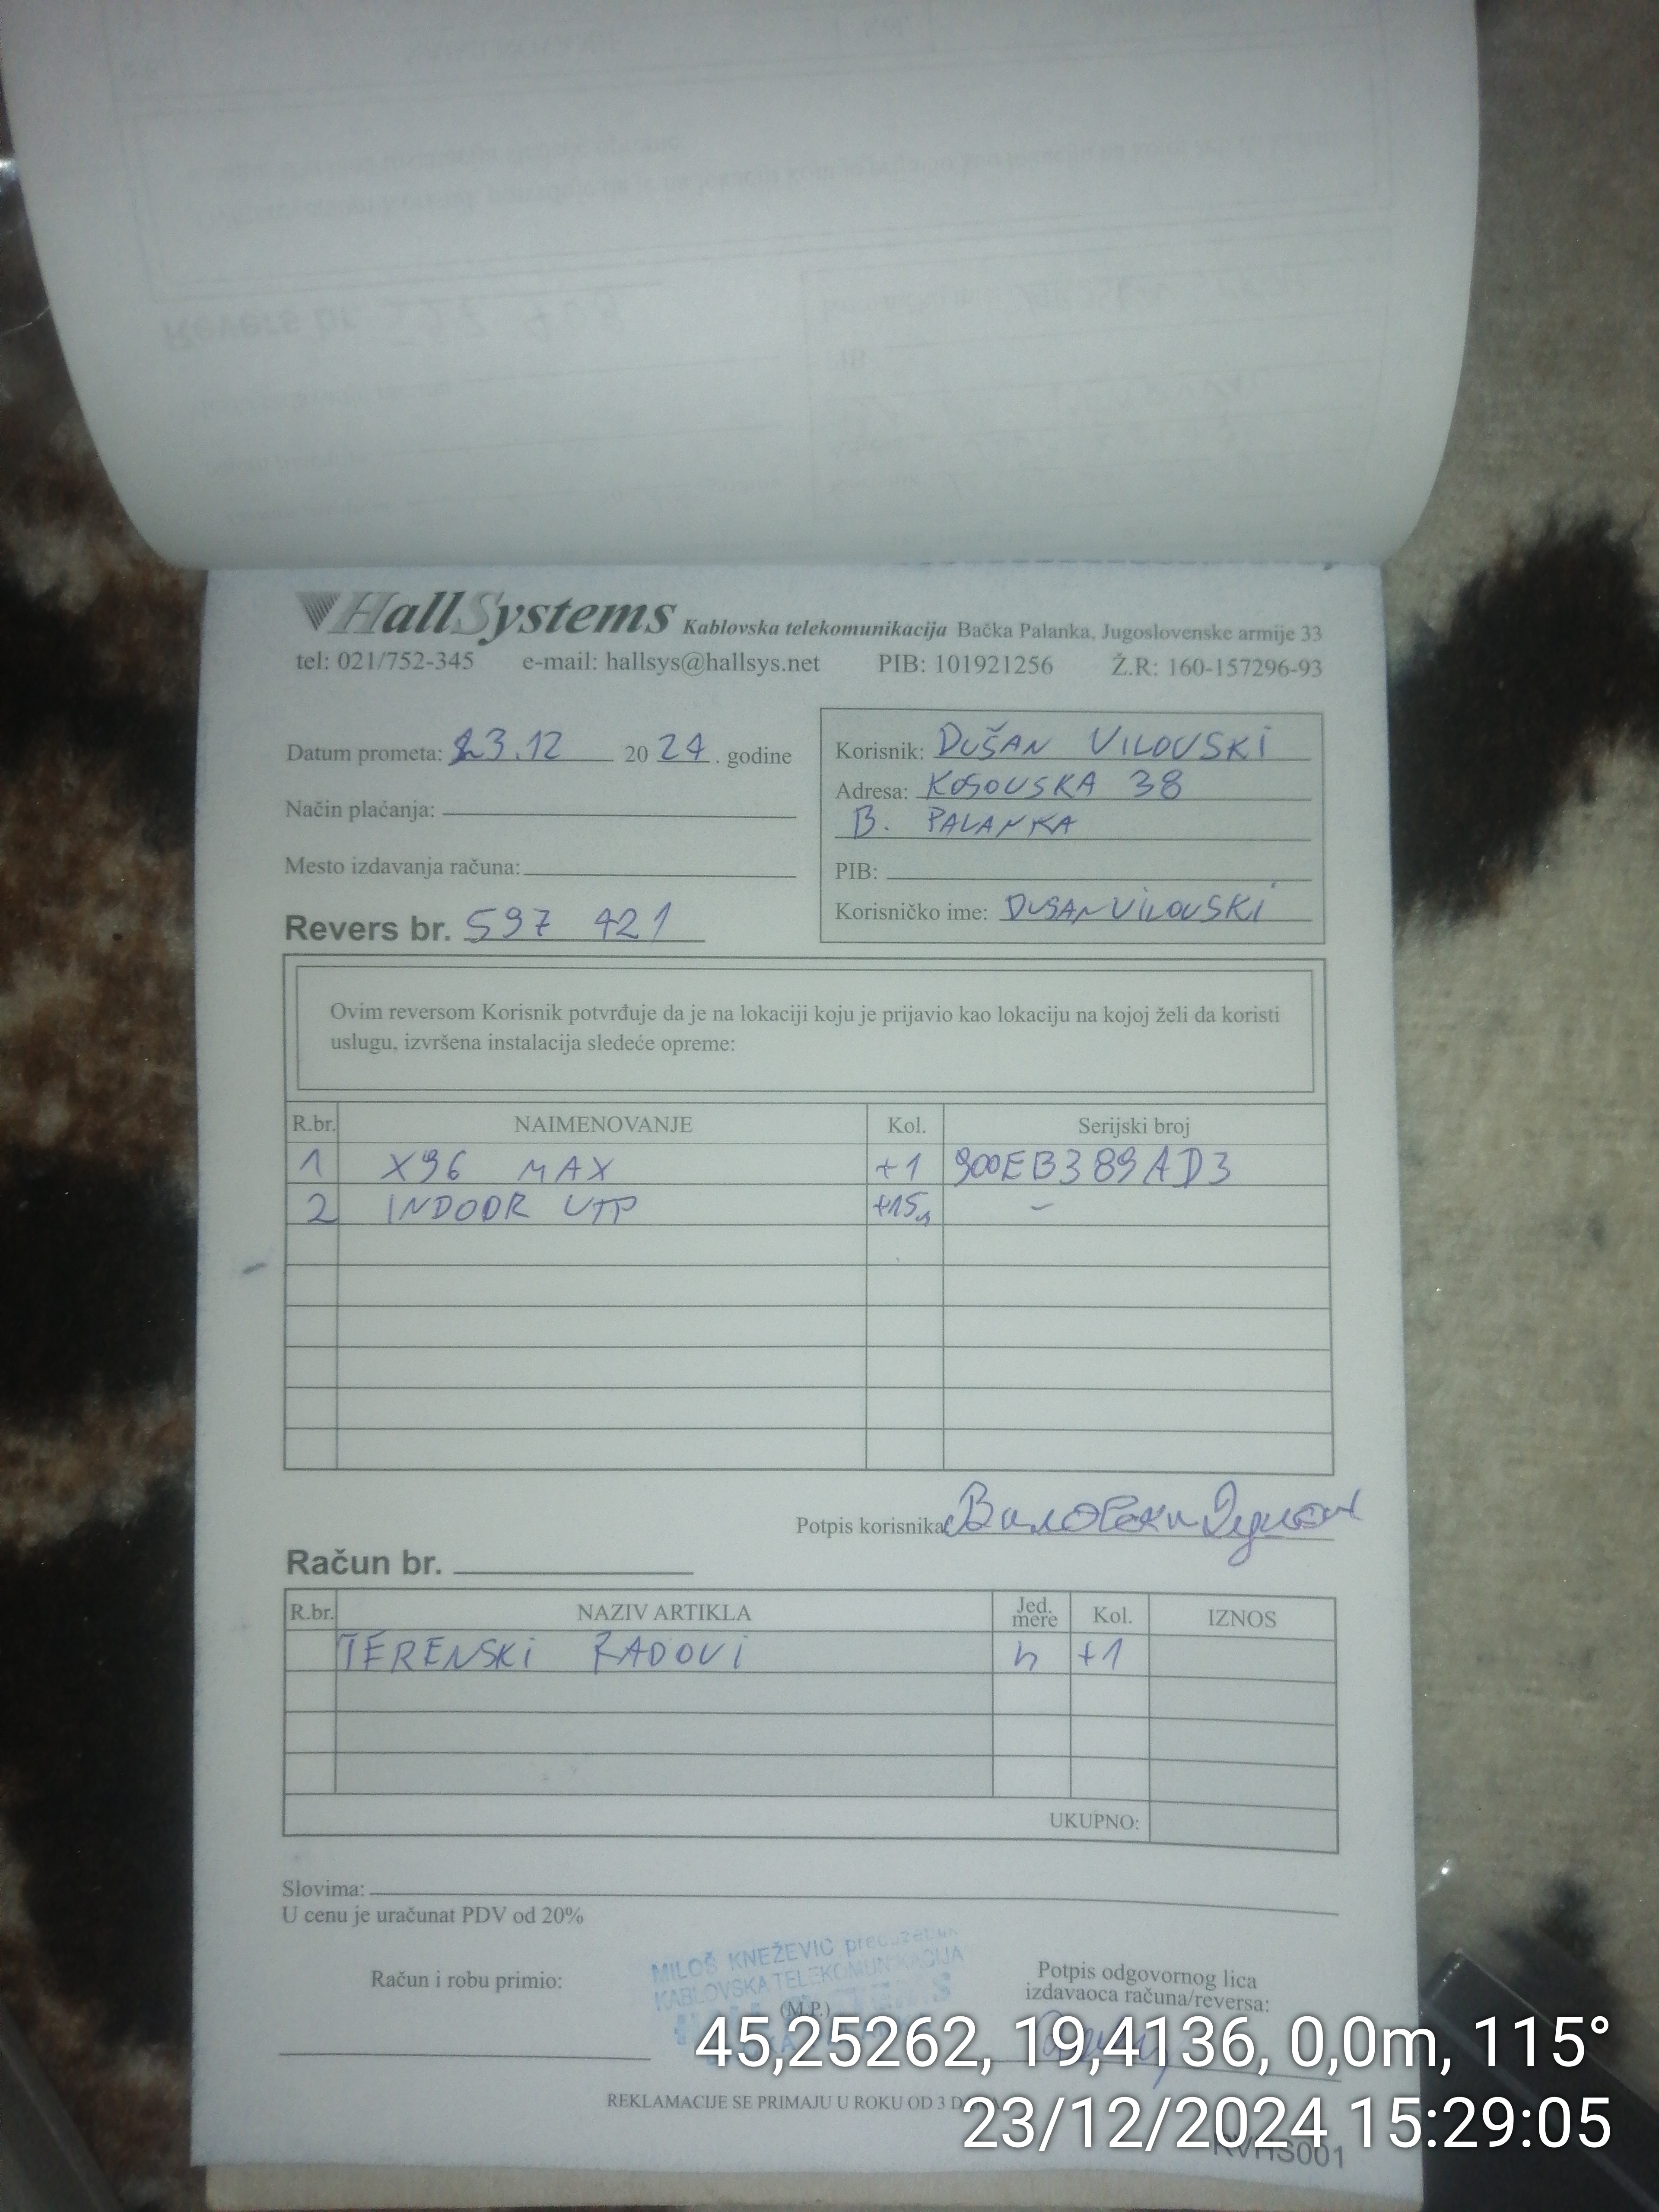 HallSystems Kablovska telekomunikacija Bačka Palanka, Jugoslovenske armije 33
tel: 021/752-345 e-mail: hallsys@hallsys.net PIB: 101921256 Ž.R: 160-157296-93
Datum prometa: 23.12 2024. godine
Način plaćanja:
Mesto izdavanja računa:
Revers br. 597 421
Korisnik: DUŠAN VILOVSKI
Adresa: KOSOVSKA 38
B. PALANKA
PIB:
Korisničko ime: DUSANVILOVSKI
Ovim reversom Korisnik potvrđuje da je na lokaciji koju je prijavio kao lokaciju na kojoj želi da koristi
uslugu, izvršena instalacija sledeće opreme:
R.br. NAIMENOVANJE Kol. Serijski broj
1 X96 MAX +1 900EB389AD3
2 INDOOR UTP +15m -
Potpis korisnika Виловски Душан
Račun br.
R.br. NAZIV ARTIKLA Jed. mere Kol. IZNOS
TERENSKI RADOVI h +1
UKUPNO:
Slovima:
U cenu je uračunat PDV od 20%
Računi robu primio:
MILOŠ KNEŽEVIĆ
KABLOVSKA TELEKOMUNIKACIJA
(M.P.)
Potpis odgovornog lica
izdavaoca računa/reversa:
REKLAMACIJE SE PRIMAJU U ROKU OD 3
45,25262, 19,4136, 0,0m, 115°
23/12/2024 15:29:05
KVHS001